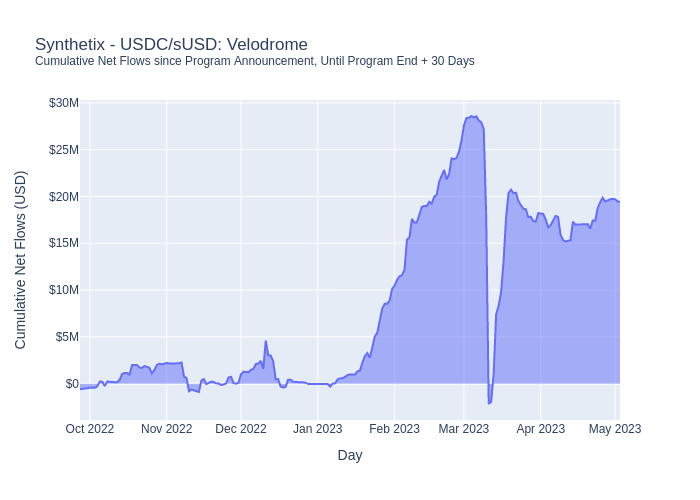 Synthetix - USDC/sUSD: Velodrome
Cumulative Net Flows since Program Announcement, Until Program End + 30 Days
Cumulative Net Flows (USD)
$30M
$25M
$20M
$15M
$10M
$5M
$0
Oct 2022 Nov 2022 Dec 2022 Jan 2023 Feb 2023 Mar 2023 Apr 2023 May 2023
Day